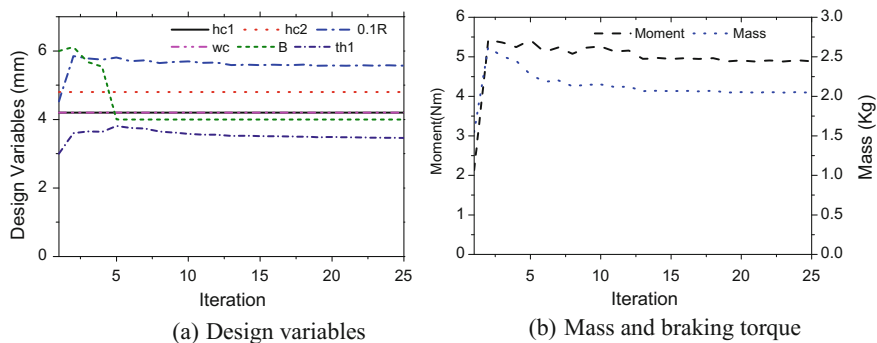 hc1 hc2 0.1R
wc B th1
Design Variables (mm)
6
4
2
0
5 10 15 20 25
Iteration
(a) Design variables
Moment Mass
Moment(Nm)
6
5
4
3
2
1
0
Mass (Kg)
3.0
2.5
2.0
1.5
1.0
0.5
0.0
5 10 15 20 25
Iteration
(b) Mass and braking torque